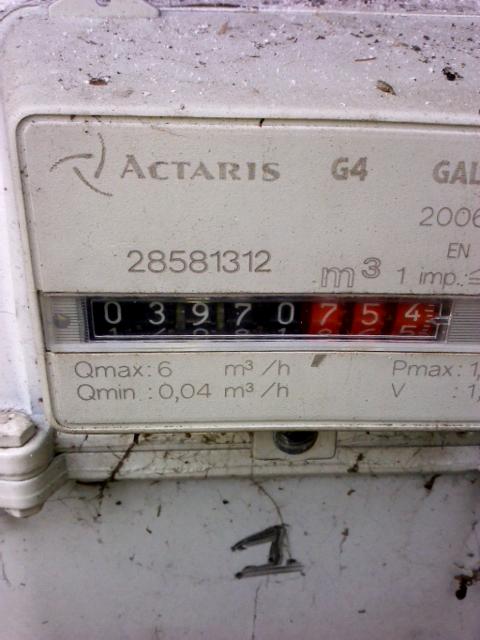 ACTARIS G4 GAL
2006
28581312 EN
m³ 1 imp.:≤
03970754
Qmax: 6 m³/h Pmax: 1,
Qmin : 0,04 m³/h V : 1,